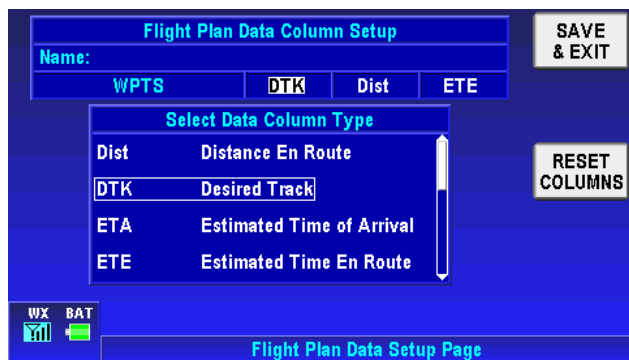 Flight Plan Data Column Setup
Name:
WPTS DTK Dist ETE
SAVE
& EXIT
Select Data Column Type
Dist Distance En Route
DTK Desired Track
ETA Estimated Time of Arrival
ETE Estimated Time En Route
RESET
COLUMNS
WX BAT
Flight Plan Data Setup Page